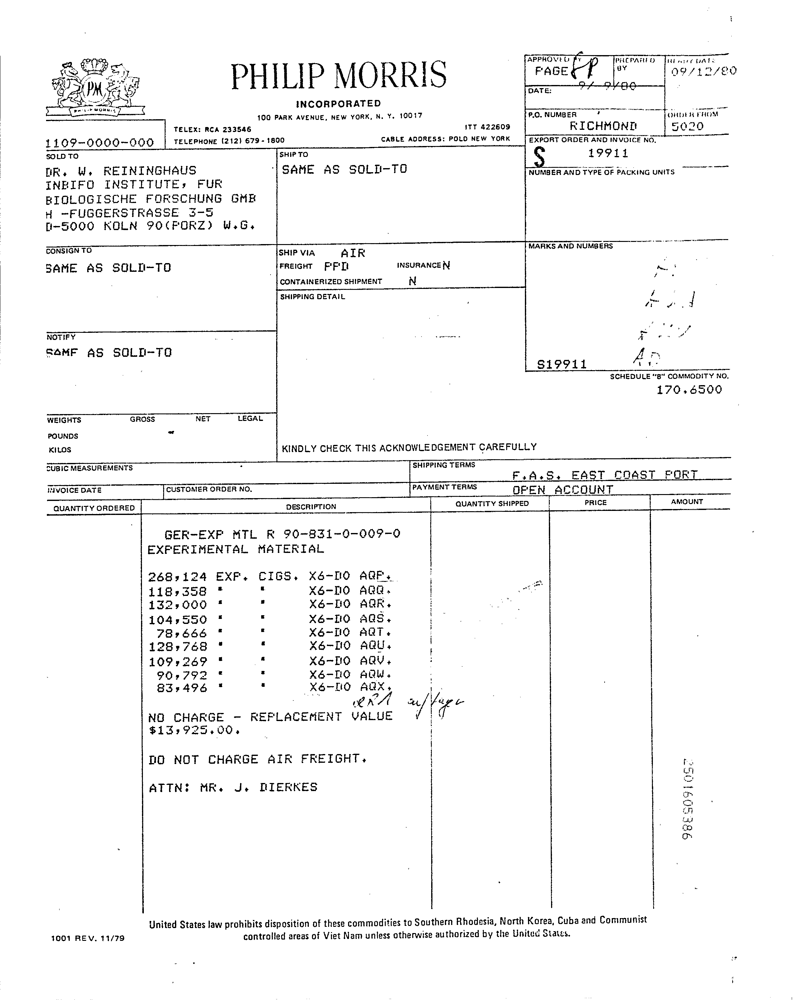 PM
PHILIP MORRIS
INCORPORATED
100 PARK AVENUE, NEW YORK, N. Y. 10017
TELEX: RCA 233546 ITT 422609
TELEPHONE (212) 679-1800 CABLE ADDRESS: POLD NEW YORK
1109-0000-000
APPROVED BY
PAGE
PREPARED BY
READY DATE
09/12/80
DATE:
9/9/80
P.O. NUMBER
RICHMOND
ORDER FROM
5020
EXPORT ORDER AND INVOICE NO.
S 19911
SOLD TO
DR. W. REININGHAUS
INBIFO INSTITUTE, FUR
BIOLOGISCHE FORSCHUNG GMB
H -FUGGERSTRASSE 3-5
D-5000 KOLN 90(PORZ) W.G.
SHIP TO
SAME AS SOLD-TO
NUMBER AND TYPE OF PACKING UNITS
CONSIGN TO
SAME AS SOLD-TO
SHIP VIA AIR
FREIGHT PPD INSURANCE N
CONTAINERIZED SHIPMENT N
SHIPPING DETAIL
MARKS AND NUMBERS
S19911
NOTIFY
SAME AS SOLD-TO
SCHEDULE "B" COMMODITY NO.
170.6500
WEIGHTS GROSS NET LEGAL
POUNDS
KILOS
KINDLY CHECK THIS ACKNOWLEDGEMENT CAREFULLY
CUBIC MEASUREMENTS
SHIPPING TERMS
F.A.S. EAST COAST PORT
INVOICE DATE
CUSTOMER ORDER NO.
PAYMENT TERMS
OPEN ACCOUNT
QUANTITY ORDERED DESCRIPTION QUANTITY SHIPPED PRICE AMOUNT
GER-EXP MTL R 90-831-0-009-0
EXPERIMENTAL MATERIAL
268,124 EXP. CIGS. X6-DO AQP.
118,358 " " X6-DO AQQ.
132,000 " " X6-DO AQR.
104,550 " " X6-DO AQS.
78,666 " " X6-DO AQT.
128,768 " " X6-DO AQU.
109,269 " " X6-DO AQV.
90,792 " " X6-DO AQW.
83,496 " " X6-DO AQX.
NO CHARGE - REPLACEMENT VALUE
$13,925.00.
DO NOT CHARGE AIR FREIGHT.
ATTN: MR. J. DIERKES
2501605386
United States law prohibits disposition of these commodities to Southern Rhodesia, North Korea, Cuba and Communist
controlled areas of Viet Nam unless otherwise authorized by the United States.
1001 REV. 11/79